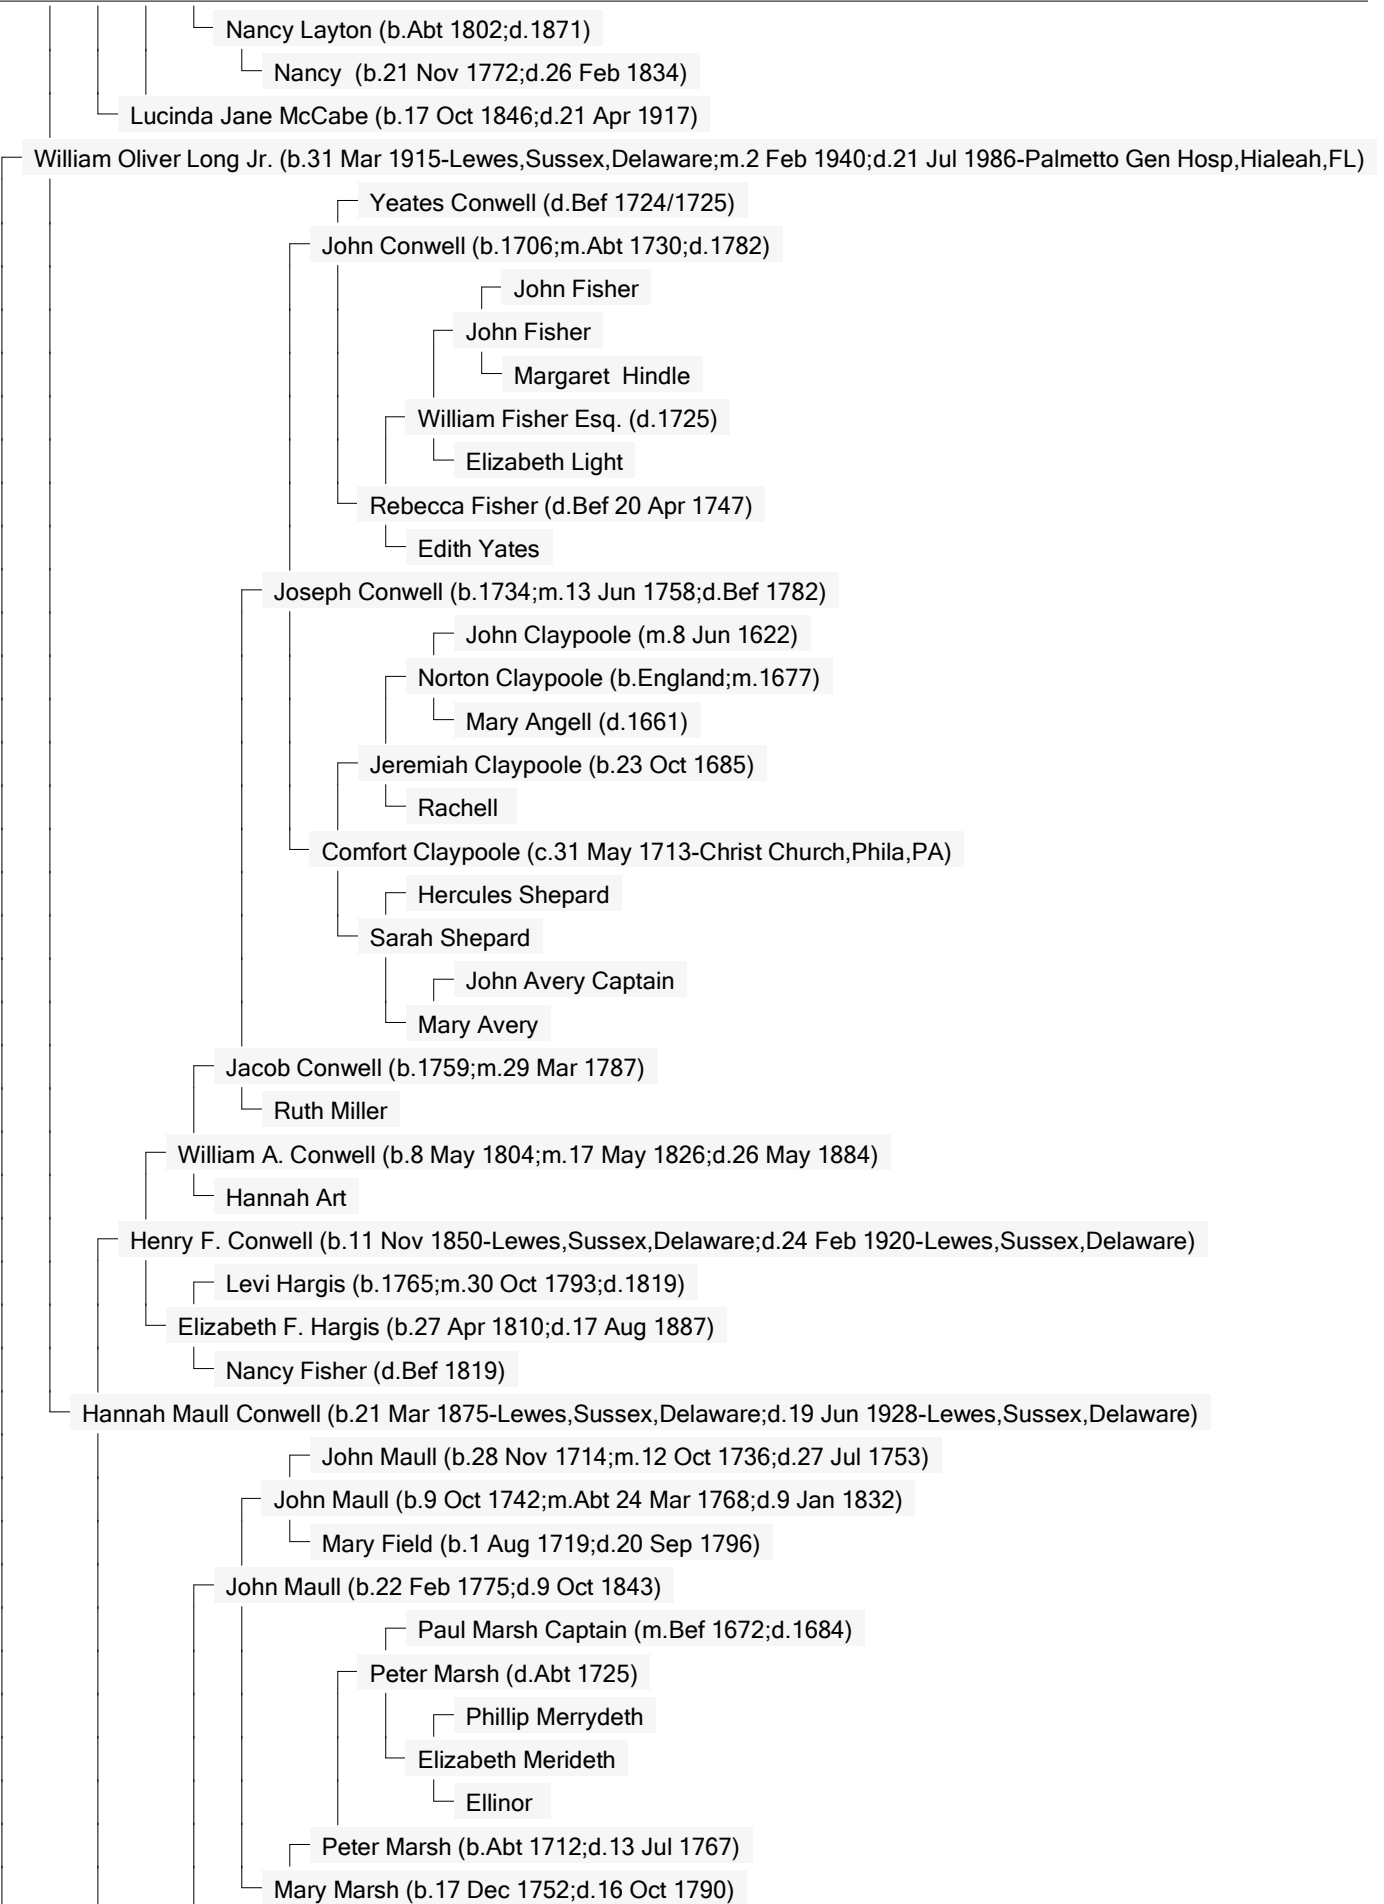 Nancy Layton (b.Abt 1802;d.1871)
Nancy  (b.21 Nov 1772;d.26 Feb 1834)
Lucinda Jane McCabe (b.17 Oct 1846;d.21 Apr 1917)
William Oliver Long Jr. (b.31 Mar 1915-Lewes,Sussex,Delaware;m.2 Feb 1940;d.21 Jul 1986-Palmetto Gen Hosp,Hialeah,FL)
Yeates Conwell (d.Bef 1724/1725)
John Conwell (b.1706;m.Abt 1730;d.1782)
John Fisher
John Fisher
Margaret  Hindle
William Fisher Esq. (d.1725)
Elizabeth Light
Rebecca Fisher (d.Bef 20 Apr 1747)
Edith Yates
Joseph Conwell (b.1734;m.13 Jun 1758;d.Bef 1782)
John Claypoole (m.8 Jun 1622)
Norton Claypoole (b.England;m.1677)
Mary Angell (d.1661)
Jeremiah Claypoole (b.23 Oct 1685)
Rachell
Comfort Claypoole (c.31 May 1713-Christ Church,Phila,PA)
Hercules Shepard
Sarah Shepard
John Avery Captain
Mary Avery
Jacob Conwell (b.1759;m.29 Mar 1787)
Ruth Miller
William A. Conwell (b.8 May 1804;m.17 May 1826;d.26 May 1884)
Hannah Art
Henry F. Conwell (b.11 Nov 1850-Lewes,Sussex,Delaware;d.24 Feb 1920-Lewes,Sussex,Delaware)
Levi Hargis (b.1765;m.30 Oct 1793;d.1819)
Elizabeth F. Hargis (b.27 Apr 1810;d.17 Aug 1887)
Nancy Fisher (d.Bef 1819)
Hannah Maull Conwell (b.21 Mar 1875-Lewes,Sussex,Delaware;d.19 Jun 1928-Lewes,Sussex,Delaware)
John Maull (b.28 Nov 1714;m.12 Oct 1736;d.27 Jul 1753)
John Maull (b.9 Oct 1742;m.Abt 24 Mar 1768;d.9 Jan 1832)
Mary Field (b.1 Aug 1719;d.20 Sep 1796)
John Maull (b.22 Feb 1775;d.9 Oct 1843)
Paul Marsh Captain (m.Bef 1672;d.1684)
Peter Marsh (d.Abt 1725)
Phillip Merrydeth
Elizabeth Merideth
Ellinor
Peter Marsh (b.Abt 1712;d.13 Jul 1767)
Mary Marsh (b.17 Dec 1752;d.16 Oct 1790)